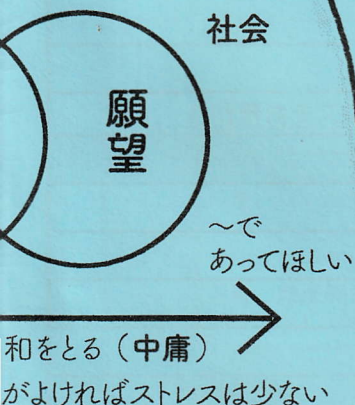 社会
願望
～で
あってほしい
和をとる（中庸）
がよければストレスは少ない